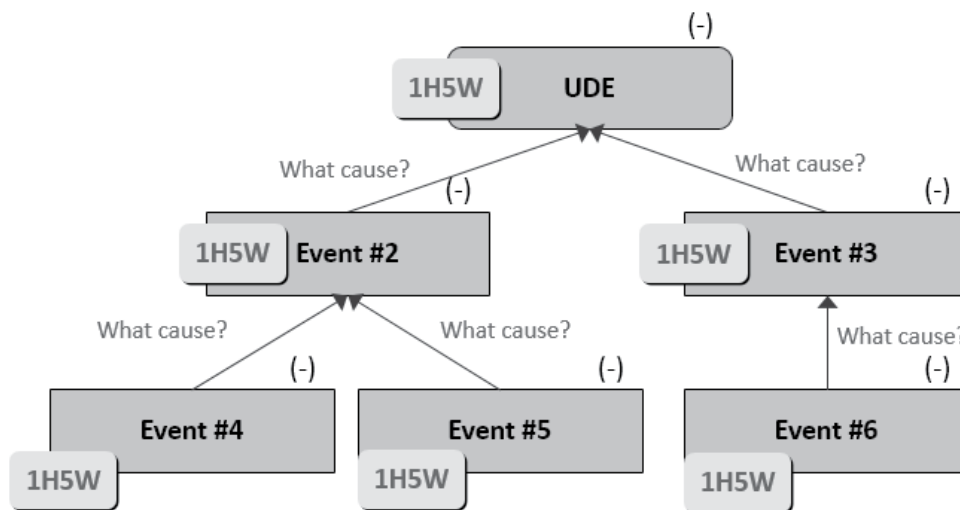 (-)
1H5W
UDE
What cause?
What cause?
(-)
(-)
1H5W
Event #2
1H5W
Event #3
What cause?
What cause?
What cause?
(-)
(-)
(-)
Event #4
Event #5
Event #6
1H5W
1H5W
1H5W